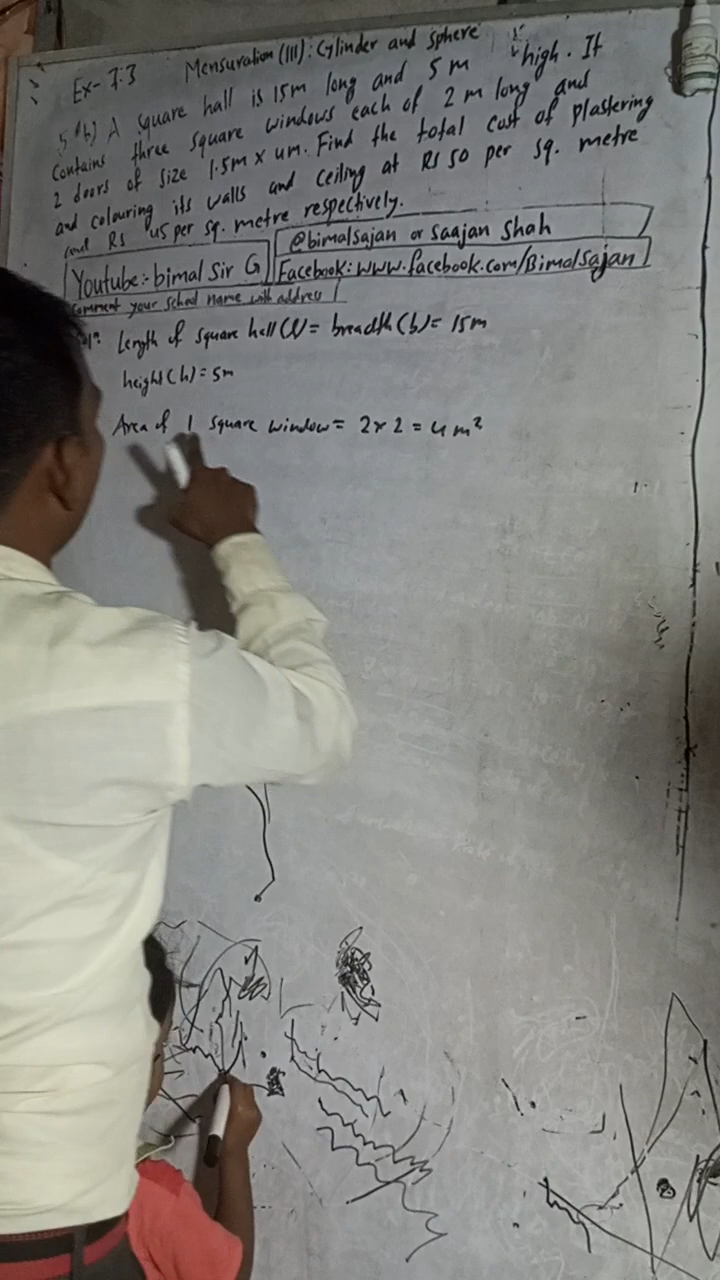 Ex- 7.3 Mensuration (III): Cylinder and Sphere
5 b) A square hall is 15m long and 5 m high. It
Contains three square windows each of 2 m long and
2 doors of size 1.5m x 4m. Find the total cost of plastering
and colouring its walls and ceiling at Rs 50 per sq. metre
and RS 45 per sq. metre respectively.
@bimalsajan or saajan shah
Youtube:- bimal Sir G
Facebook: www.facebook.com/Bimalsajan
Comment your school name with address
Length of square hall (l) = breadth (b) = 15m
height (h) = 5m
Area of 1 square window = 2x2 = 4 m²